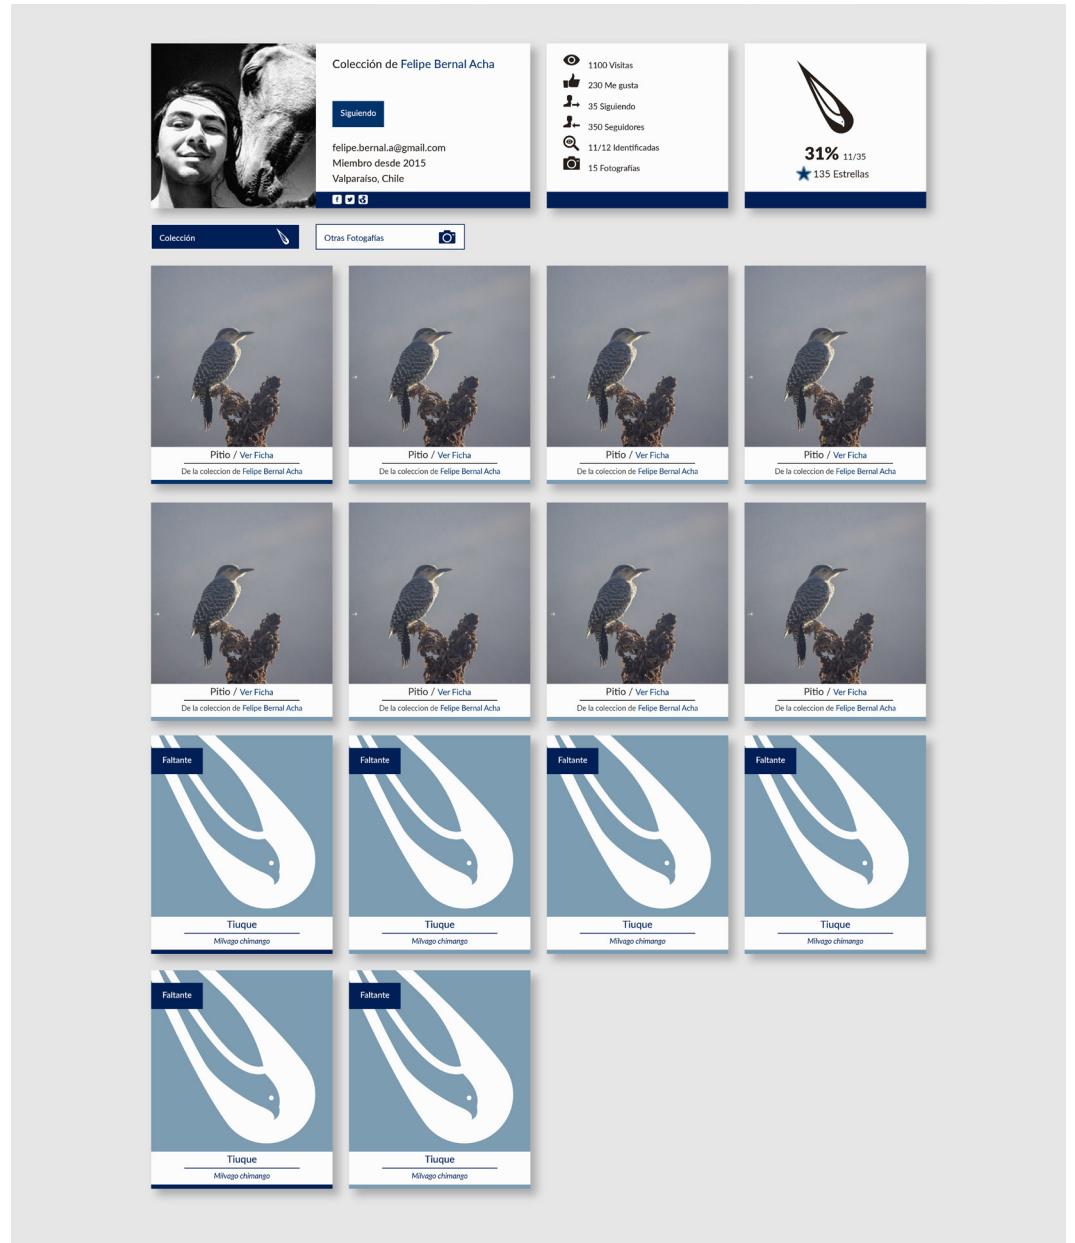 Colección de Felipe Bernal Acha
Siguiendo
felipe.bernal.a@gmail.com
Miembro desde 2015
Valparaíso, Chile
1100 Visitas
230 Me gusta
35 Siguiendo
350 Seguidores
11/12 Identificadas
15 Fotografías
31% 11/35
135 Estrellas
Colección
Otras Fotogafías
Pitio / Ver Ficha
De la coleccion de Felipe Bernal Acha
Pitio / Ver Ficha
De la coleccion de Felipe Bernal Acha
Pitio / Ver Ficha
De la coleccion de Felipe Bernal Acha
Pitio / Ver Ficha
De la coleccion de Felipe Bernal Acha
Pitio / Ver Ficha
De la coleccion de Felipe Bernal Acha
Pitio / Ver Ficha
De la coleccion de Felipe Bernal Acha
Pitio / Ver Ficha
De la coleccion de Felipe Bernal Acha
Pitio / Ver Ficha
De la coleccion de Felipe Bernal Acha
Faltante
Tiuque
Milvago chimango
Faltante
Tiuque
Milvago chimango
Faltante
Tiuque
Milvago chimango
Faltante
Tiuque
Milvago chimango
Faltante
Tiuque
Milvago chimango
Faltante
Tiuque
Milvago chimango